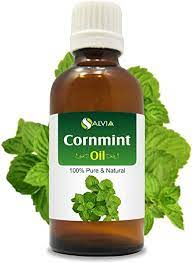 SALVIA
Cornmint
Oil
100% Pure & Natural